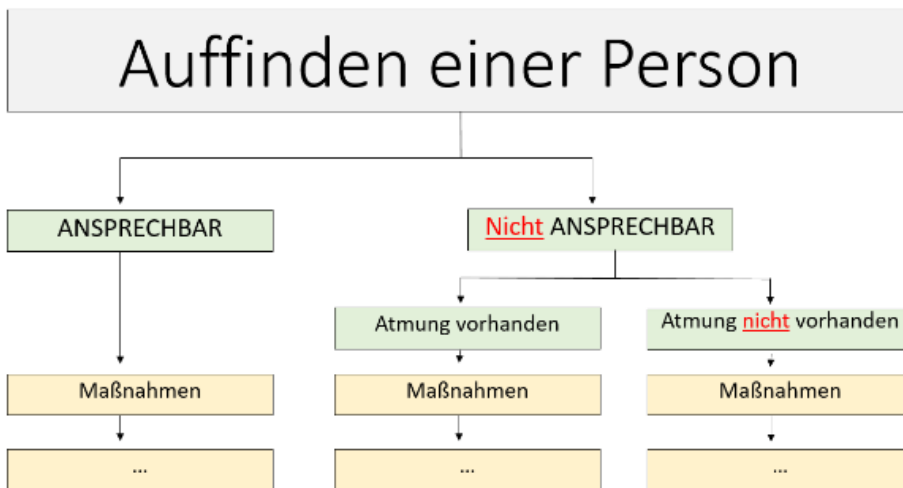 Auffinden einer Person
ANSPRECHBAR
Nicht ANSPRECHBAR
Atmung vorhanden
Atmung nicht vorhanden
Maßnahmen
Maßnahmen
Maßnahmen
...
...
...